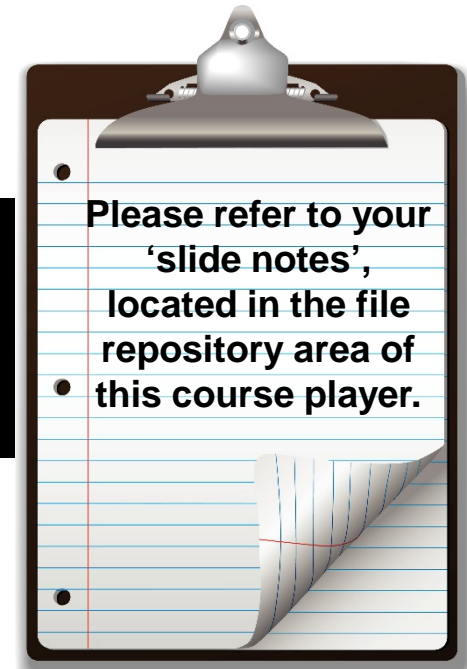 Please refer to your
‘slide notes’,
located in the file
repository area of
this course player.